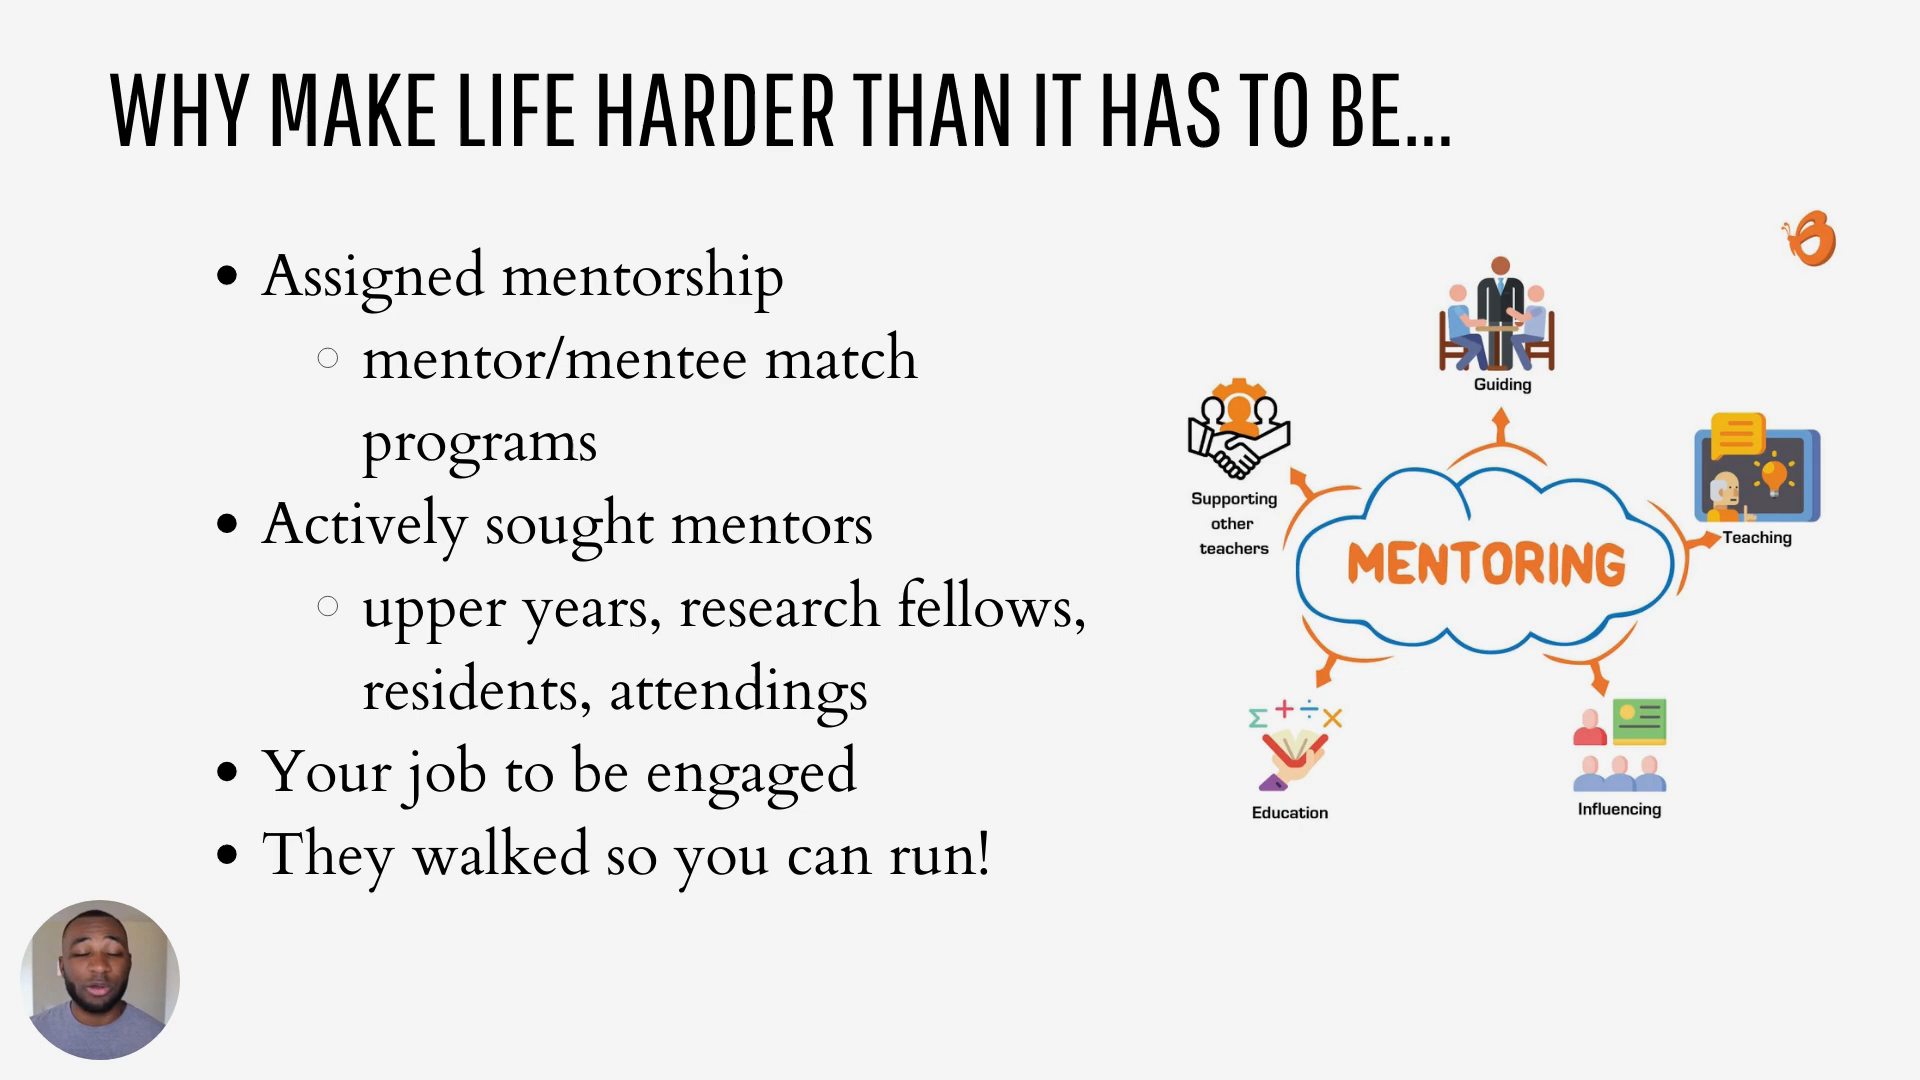 WHY MAKE LIFE HARDER THAN IT HAS TO BE...
• Assigned mentorship
○ mentor/mentee match
programs
• Actively sought mentors
○ upper years, research fellows,
residents, attendings
• Your job to be engaged
• They walked so you can run!
Guiding
Supporting
other
teachers
Teaching
MENTORING
Σ + ÷ ×
Education
Influencing